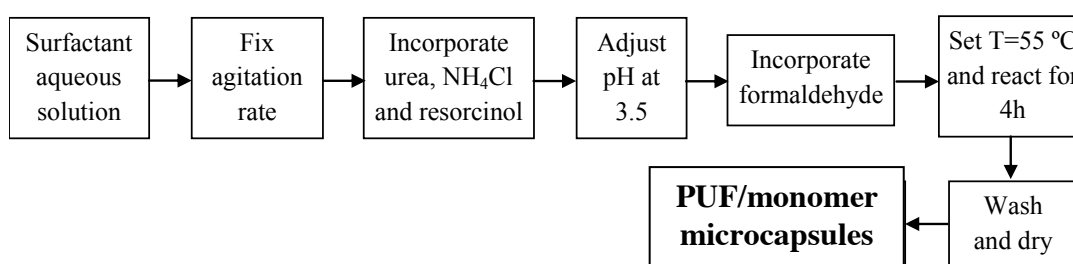 Surfactant
aqueous
solution
Fix
agitation
rate
Incorporate
urea, NH₄Cl
and resorcinol
Adjust
pH at
3.5
Incorporate
formaldehyde
Set T=55 ºC
and react for
4h
Wash
and dry
PUF/monomer
microcapsules